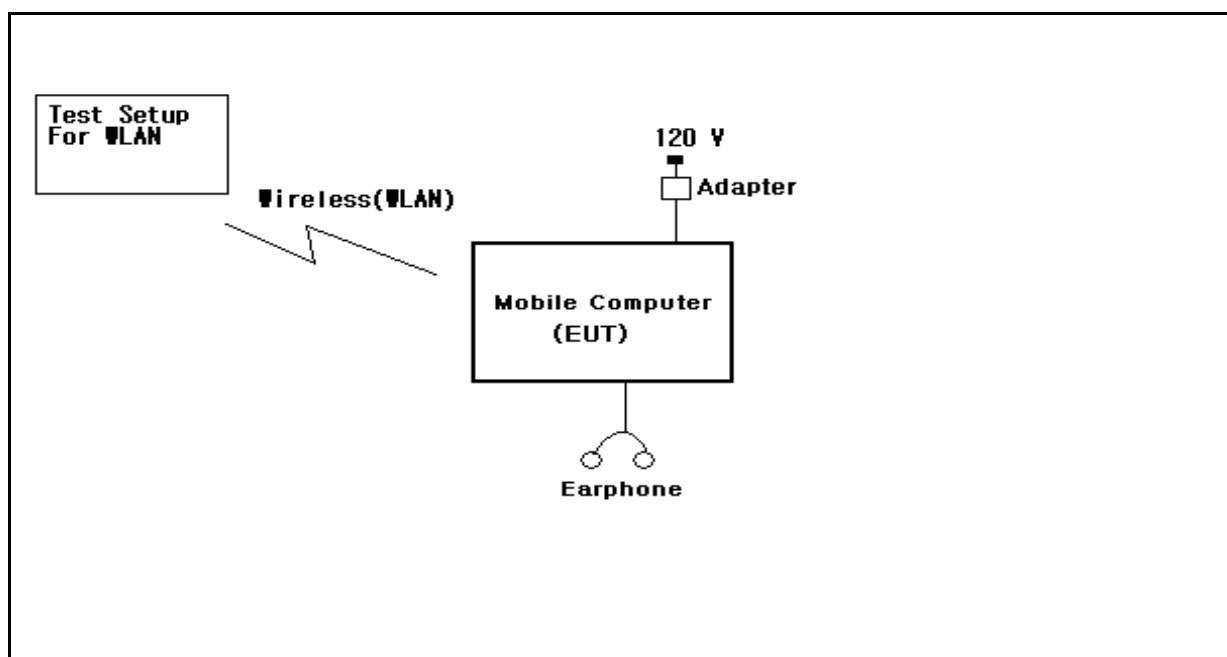 Test Setup
For WLAN
120 V
Adapter
Wireless(WLAN)
Mobile Computer
(EUT)
Earphone